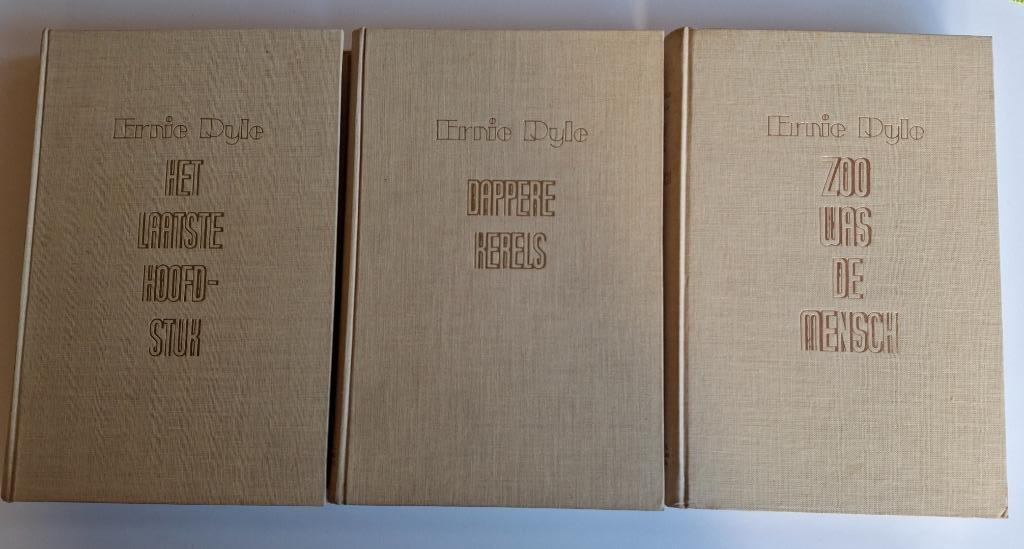 Ernie Pyle
HET
LAATSTE
HOOFD-
STUK
Ernie Pyle
DAPPERE
KERELS
Ernie Pyle
ZOO
WAS
DE
MENSCH